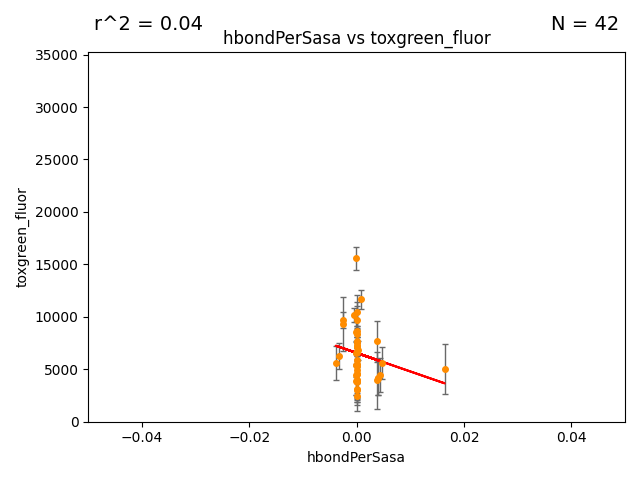 r^2 = 0.04
N = 42
hbondPerSasa vs toxgreen_fluor
toxgreen_fluor
35000
30000
25000
20000
15000
10000
5000
0
−0.04
−0.02
0.00
0.02
0.04
hbondPerSasa